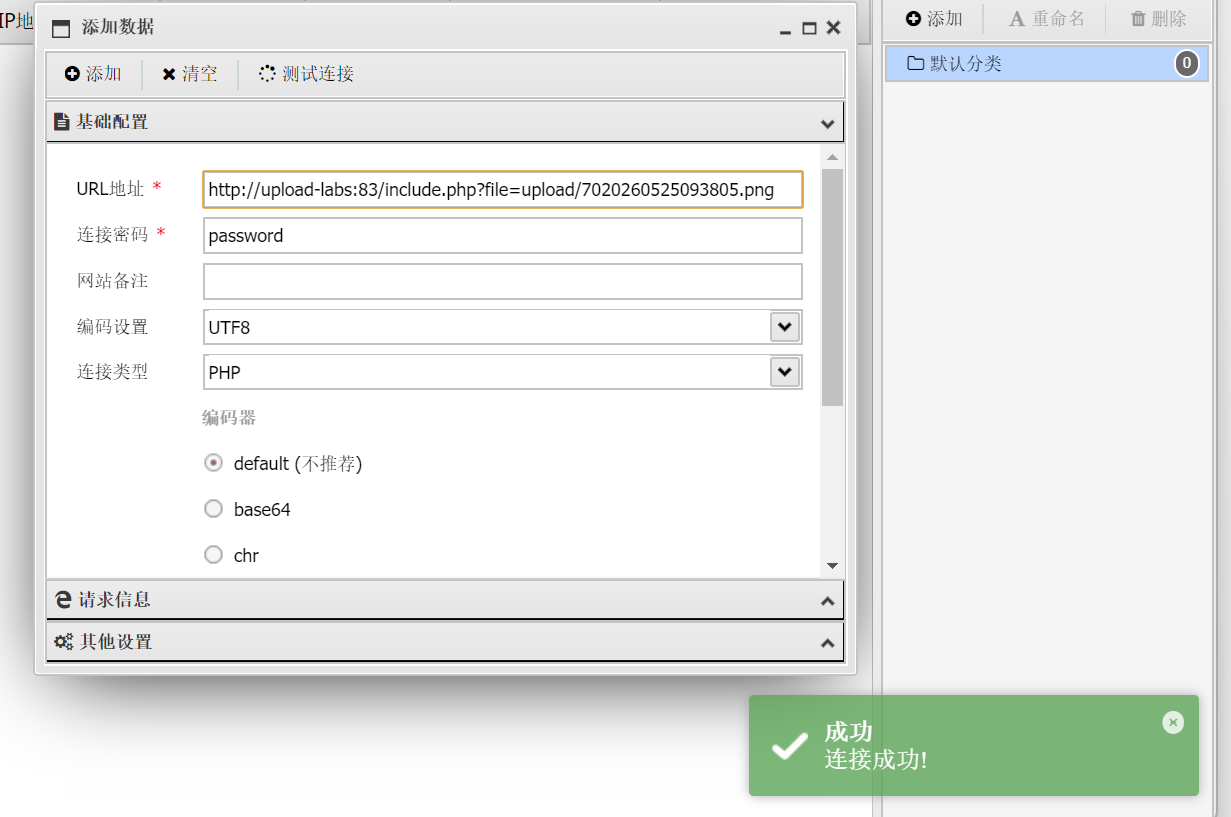 IP地
添加数据
添加 清空 测试连接
基础配置
URL地址 * http://upload-labs:83/include.php?file=upload/7020260525093805.png
连接密码 * password
网站备注
编码设置 UTF8
连接类型 PHP
编码器
default (不推荐)
base64
chr
请求信息
其他设置
添加 A 重命名 删除
默认分类 0
成功
连接成功!